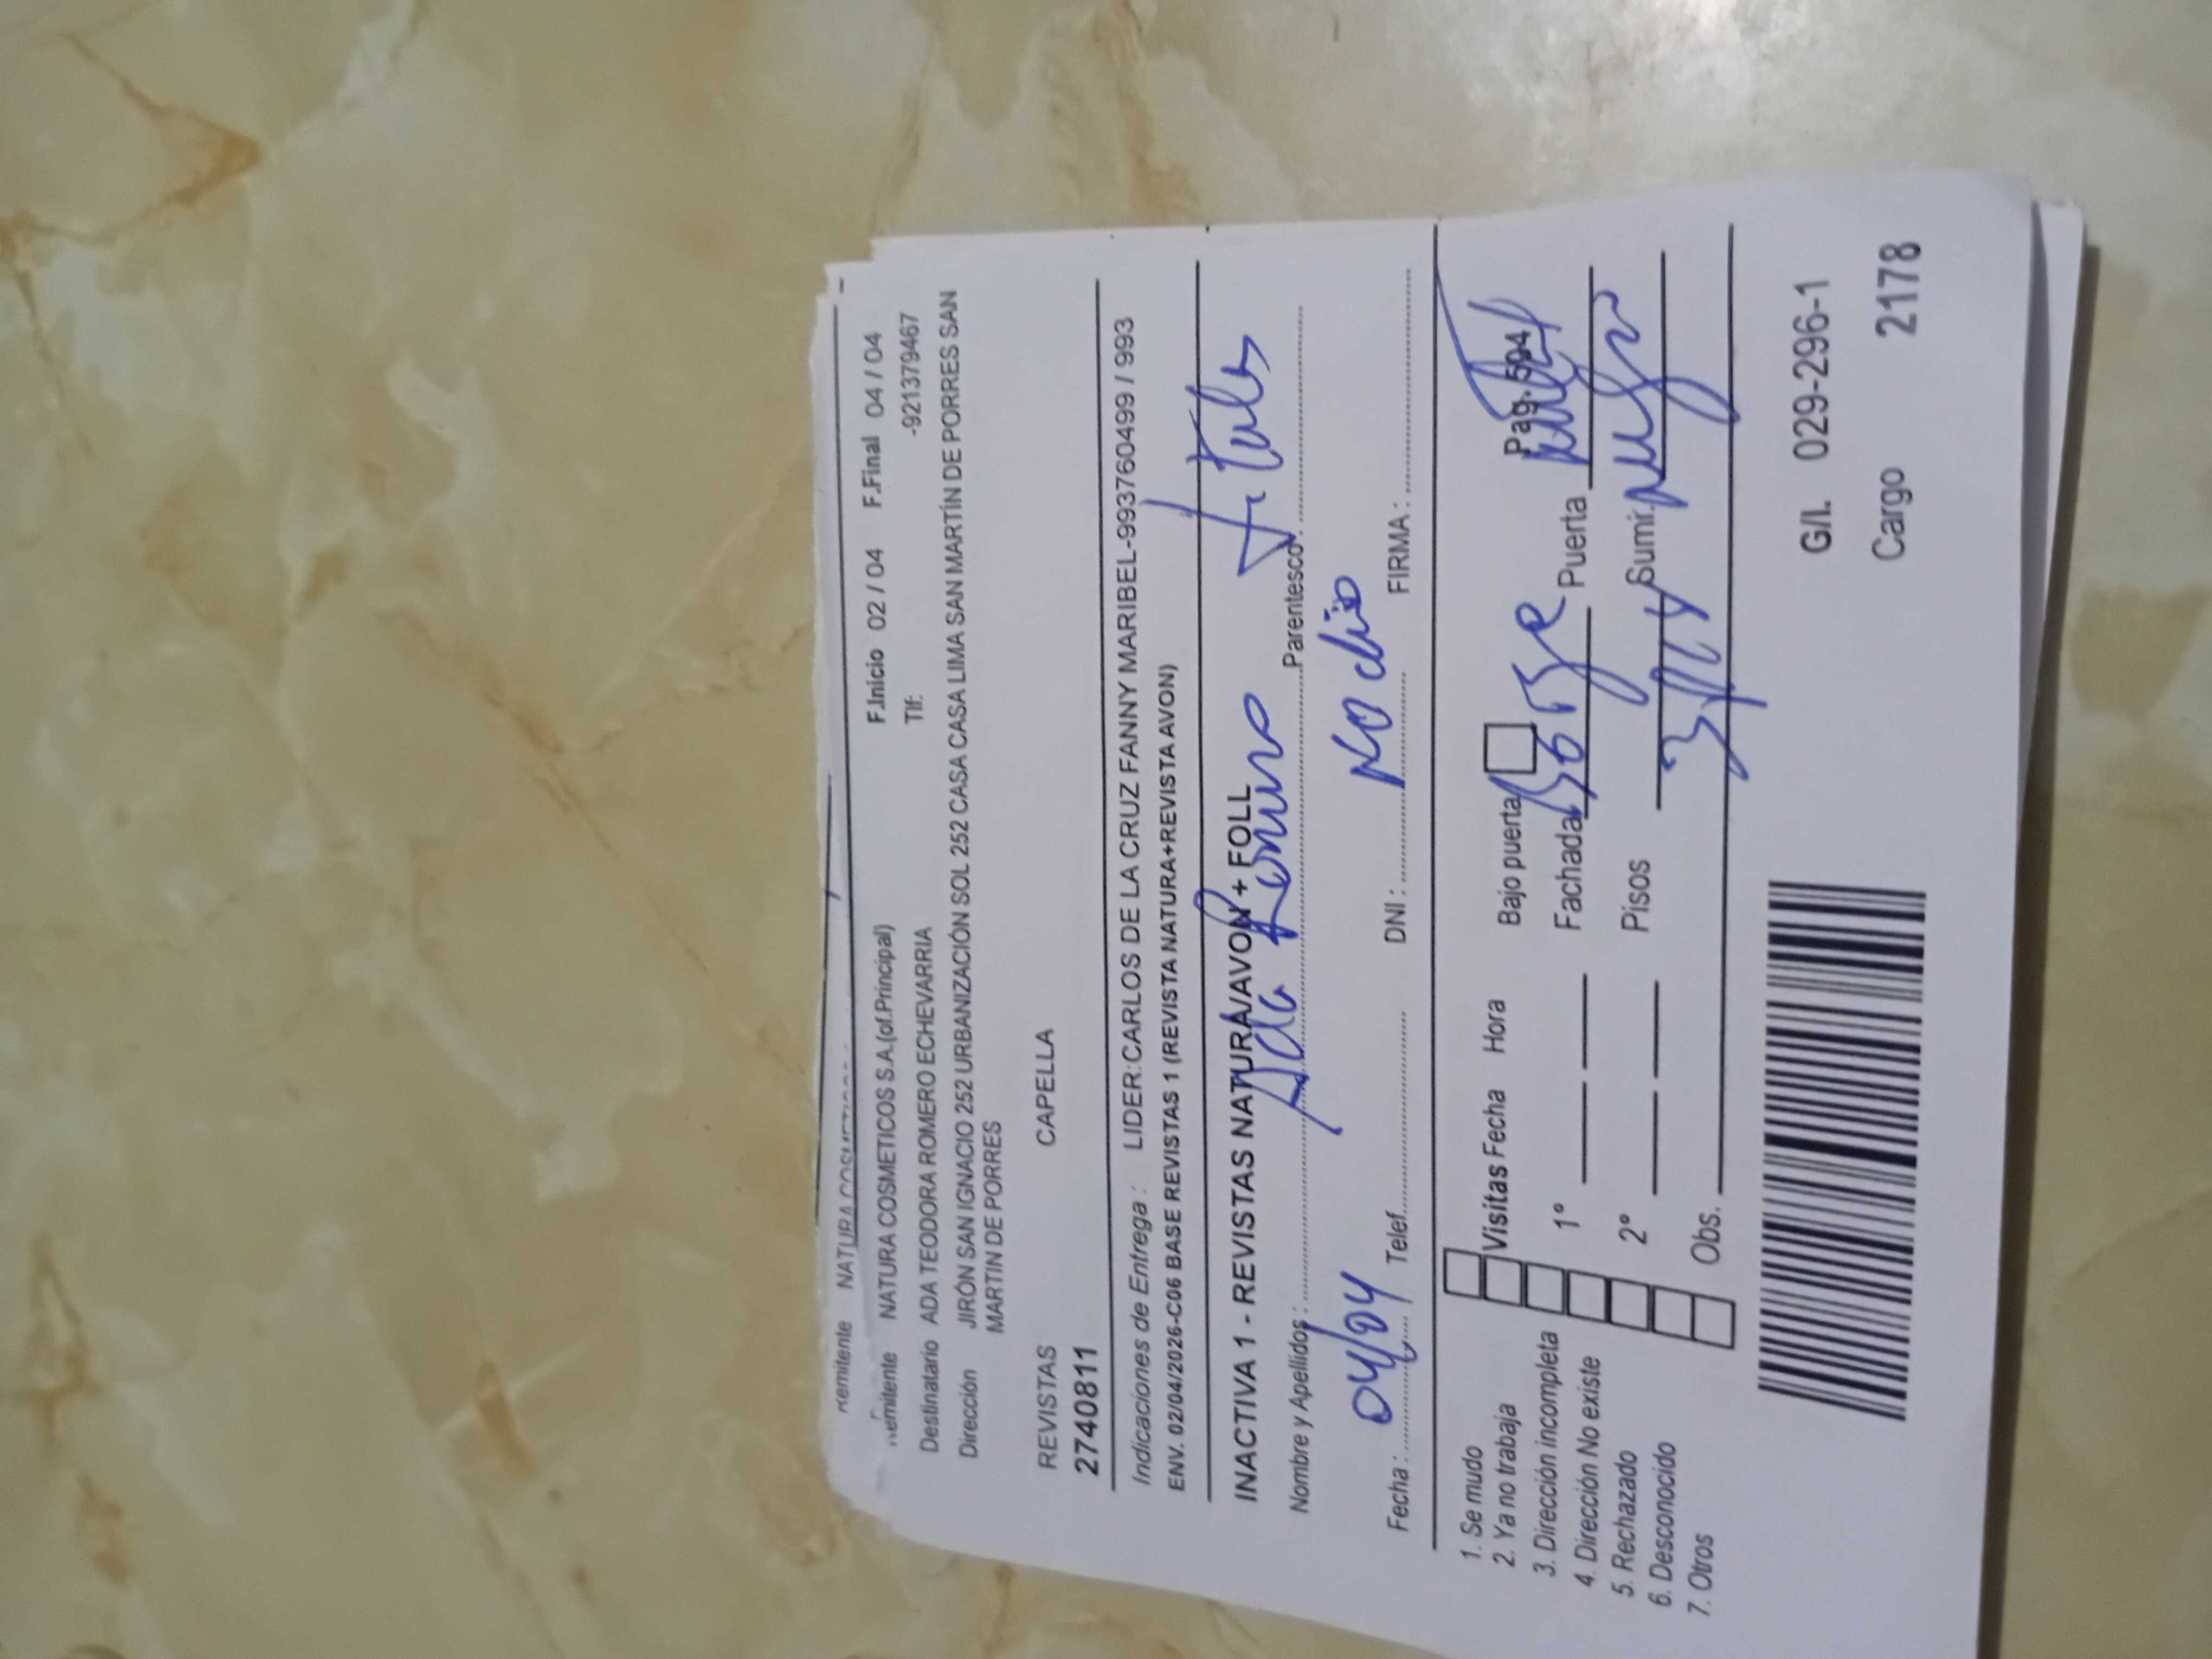 Remitente NATURA COSMETICOS
Remitente NATURA COSMETICOS S.A.(of.Principal) F.Inicio 02 / 04 F.Final 04 / 04
Destinatario ADA TEODORA ROMERO ECHEVARRIA Tlf: -921379467
Dirección JIRÓN SAN IGNACIO 252 URBANIZACIÓN SOL 252 CASA CASA LIMA SAN MARTÍN DE PORRES SAN
MARTIN DE PORRES
REVISTAS CAPELLA
2740811
Indicaciones de Entrega : LIDER:CARLOS DE LA CRUZ FANNY MARIBEL-993760499 / 993
ENV. 02/04/2026-C06 BASE REVISTAS 1 (REVISTA NATURA+REVISTA AVON)
INACTIVA 1 - REVISTAS NATURA/AVON + FOLL
Nombre y Apellidos : Ada Romero Parentesco : Titular
Fecha : 04/04 Telef. DNI : No dio FIRMA :
1. Se mudo Visitas Fecha Hora Bajo puerta Pag. 594
2. Ya no trabaja
3. Dirección incompleta 1° Fachada Puerta
4. Dirección No existe
5. Rechazado 2° Pisos Sumi.
6. Desconocido
7. Otros Obs.
G/L 029-296-1
Cargo 2178